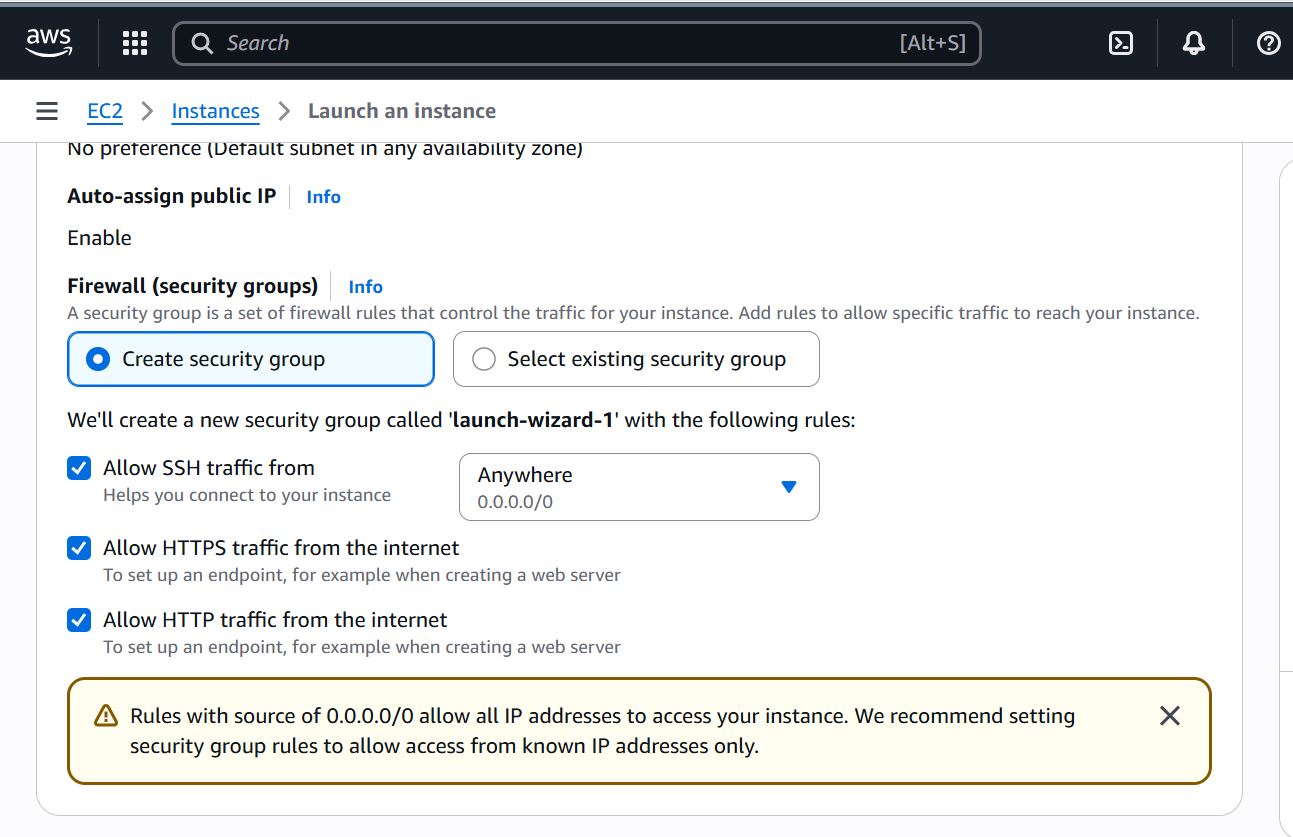 aws
Search [Alt+S]
EC2 > Instances > Launch an instance
No preference (Default subnet in any availability zone)
Auto-assign public IP Info
Enable
Firewall (security groups) Info
A security group is a set of firewall rules that control the traffic for your instance. Add rules to allow specific traffic to reach your instance.
Create security group Select existing security group
We'll create a new security group called 'launch-wizard-1' with the following rules:
Allow SSH traffic from Anywhere
Helps you connect to your instance 0.0.0.0/0
Allow HTTPS traffic from the internet
To set up an endpoint, for example when creating a web server
Allow HTTP traffic from the internet
To set up an endpoint, for example when creating a web server
Rules with source of 0.0.0.0/0 allow all IP addresses to access your instance. We recommend setting
security group rules to allow access from known IP addresses only.